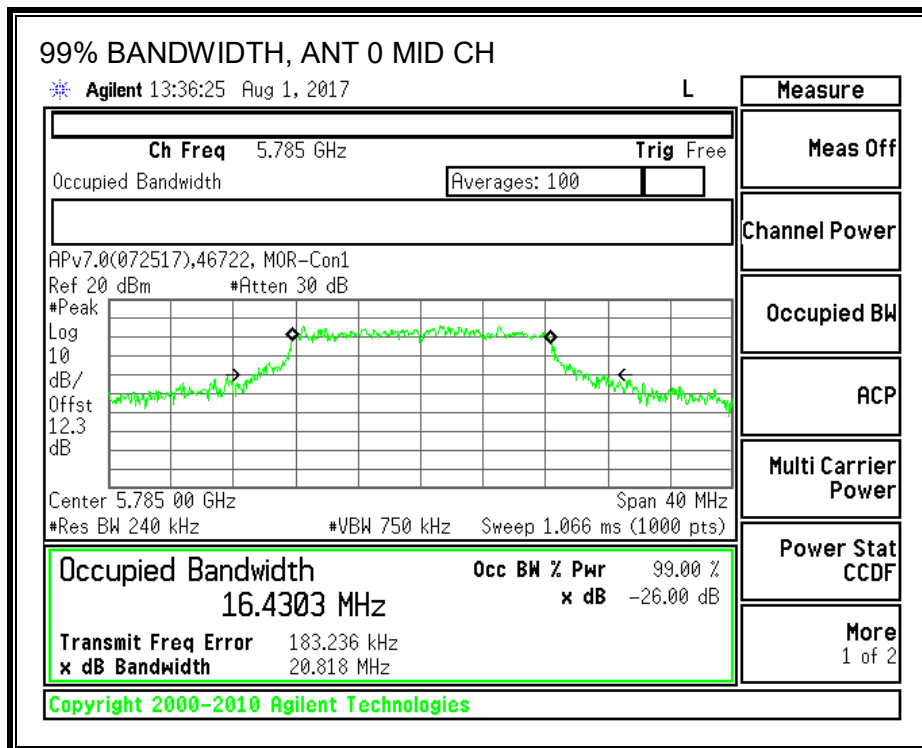 99% BANDWIDTH, ANT 0 MID CH
Agilent 13:36:25 Aug 1, 2017 L
Measure
Ch Freq 5.785 GHz Trig Free
Occupied Bandwidth Averages: 100
APv7.0(072517),46722, MOR-Con1
Ref 20 dBm #Atten 30 dB
#Peak
Log
10
dB/
Offst
12.3
dB
Center 5.785 00 GHz Span 40 MHz
#Res BW 240 kHz #VBW 750 kHz Sweep 1.066 ms (1000 pts)
Occupied Bandwidth Occ BW % Pwr 99.00 %
16.4303 MHz x dB -26.00 dB
Transmit Freq Error 183.236 kHz
x dB Bandwidth 20.818 MHz
Copyright 2000-2010 Agilent Technologies
Meas Off
Channel Power
Occupied BW
ACP
Multi Carrier
Power
Power Stat
CCDF
More
1 of 2